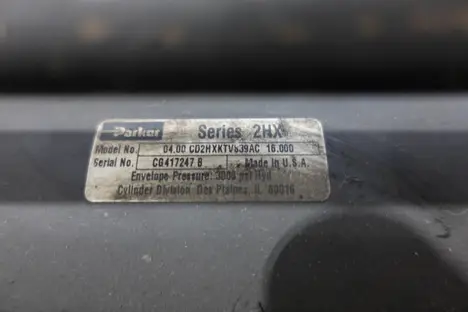 Parker Series 2HX
Model No. 04.00 CD2HXKTV839AC 16.000
Serial No. CG417247 B Made in U.S.A
Envelope Pressure: 3000 psi Hyd
Cylinder Division Des Plaines, IL 60016